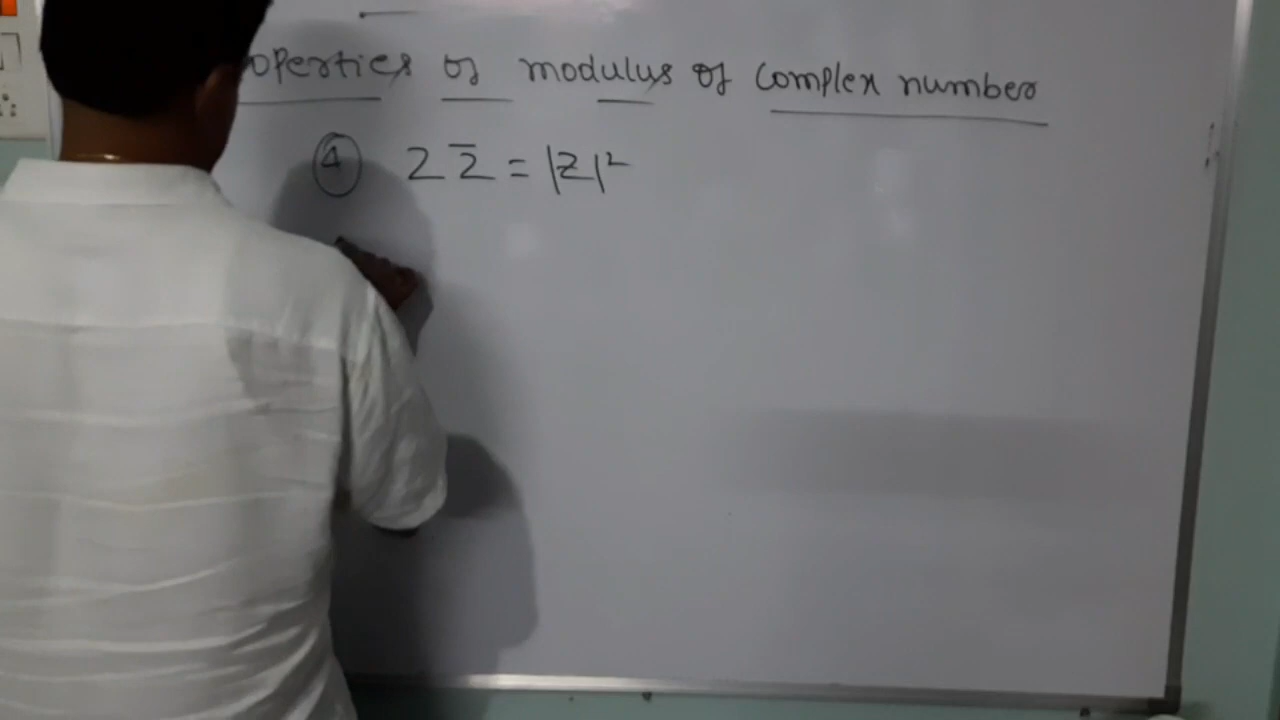 operties of modulus of complex number
④ z z̄ = |z|²